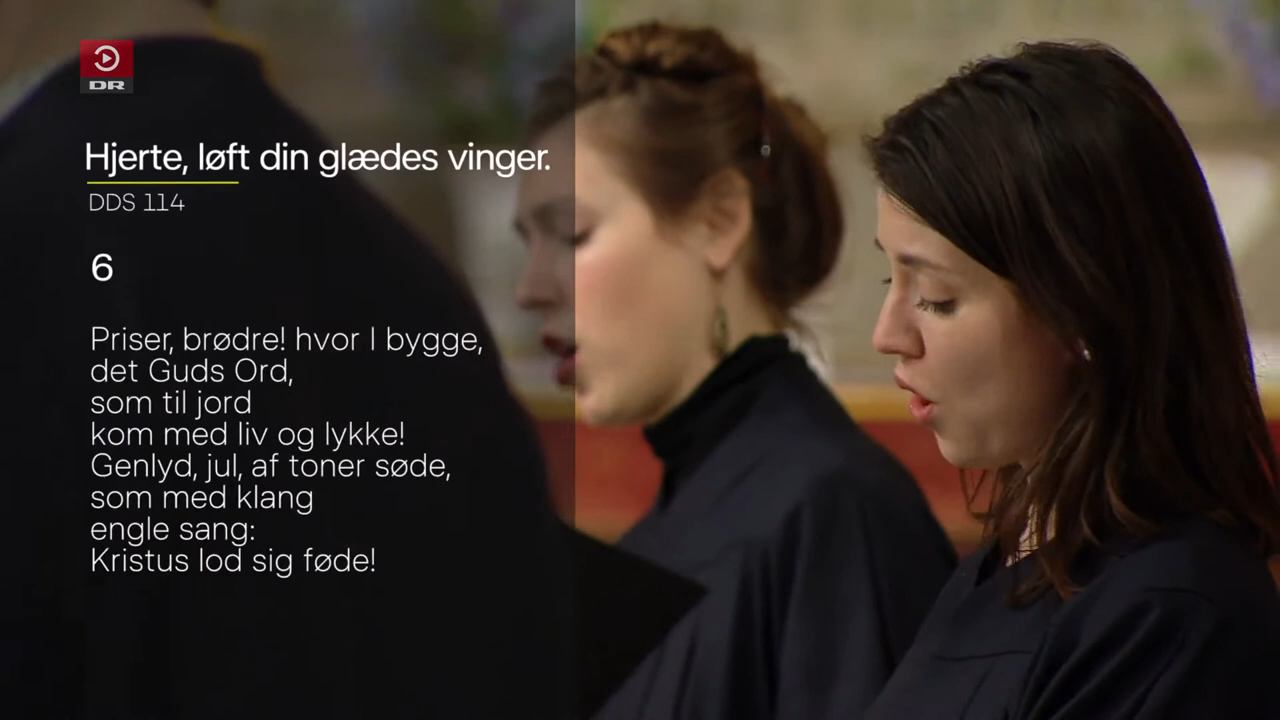 DR
Hjerte, løft din glædes vinger.
DDS 114
6
Priser, brødre! hvor I bygge,
det Guds Ord,
som til jord
kom med liv og lykke!
Genlyd, jul, af toner søde,
som med klang
engle sang:
Kristus lod sig føde!